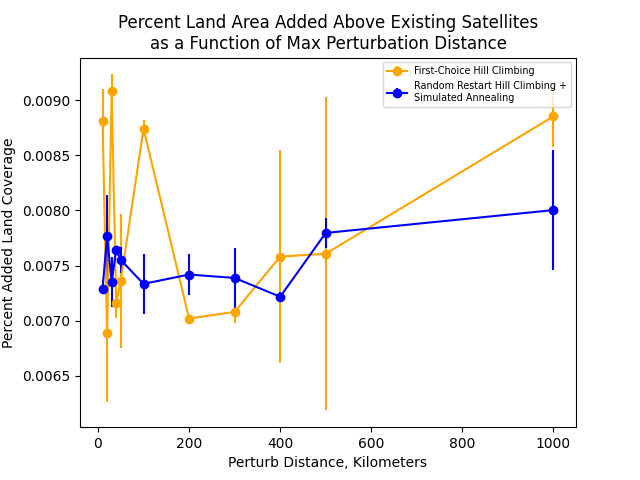 Percent Land Area Added Above Existing Satellites
as a Function of Max Perturbation Distance
First-Choice Hill Climbing
Random Restart Hill Climbing +
Simulated Annealing
Percent Added Land Coverage
0.0090
0.0085
0.0080
0.0075
0.0070
0.0065
0 200 400 600 800 1000
Perturb Distance, Kilometers